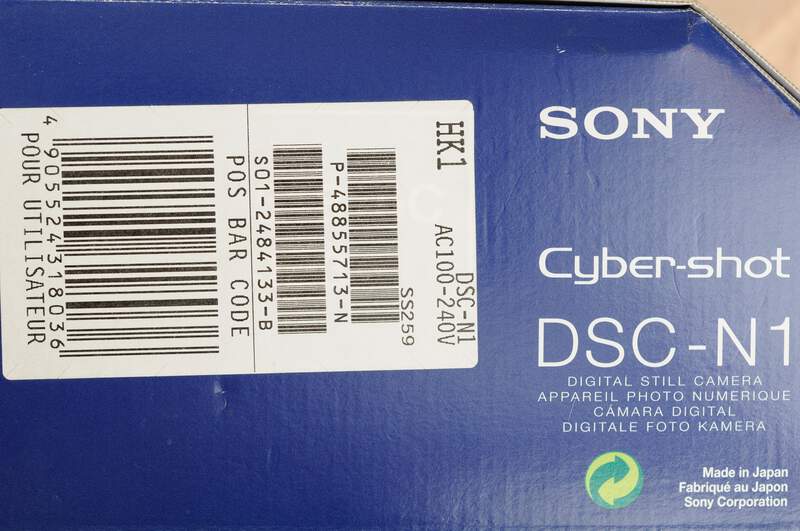 SONY
Cyber-shot
DSC-N1
DIGITAL STILL CAMERA
APPAREIL PHOTO NUMERIQUE
CÁMARA DIGITAL
DIGITALE FOTO KAMERA
Made in Japan
Fabriqué au Japon
Sony Corporation
HK1
DSC-N1
AC100-240V
SS259
P-48855713-N
S01-2484133-B
POS BAR CODE
4 905524 318036
POUR UTILISATEUR